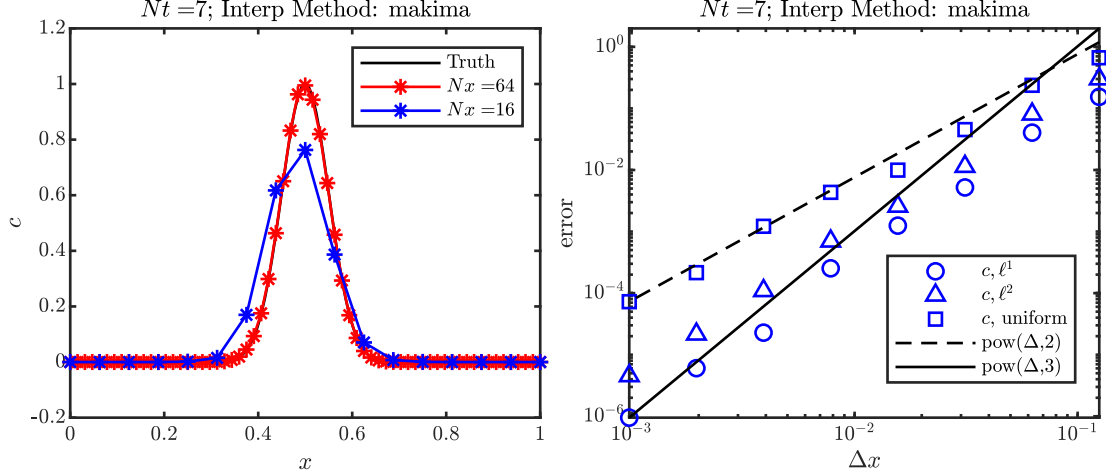 Nt =7; Interp Method: makima
1.2
1
0.8
0.6
0.4
0.2
0
-0.2
c
0 0.2 0.4 0.6 0.8 1
x
Truth
Nx =64
Nx =16
Nt =7; Interp Method: makima
10^0
10^-2
10^-4
10^-6
error
10^-3 10^-2 10^-1
Δx
c, ℓ^1
c, ℓ^2
c, uniform
pow(Δ,2)
pow(Δ,3)